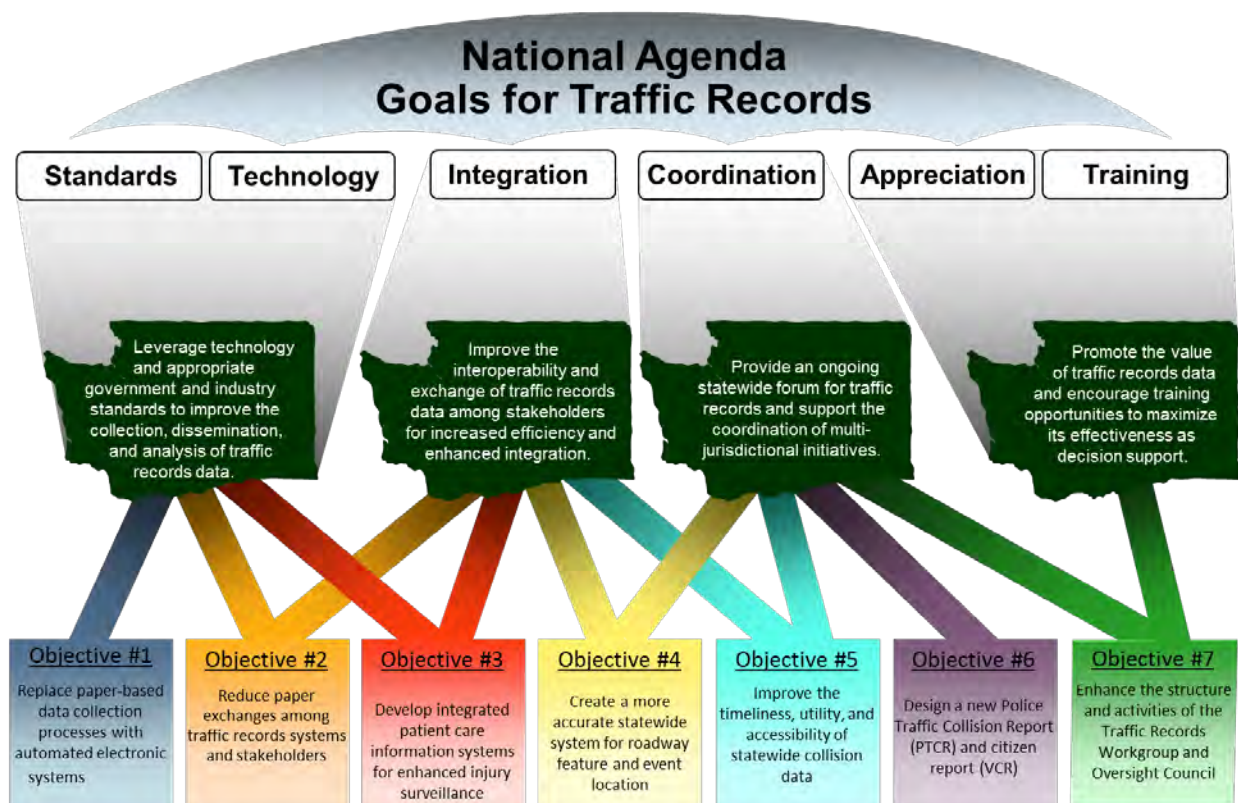 National Agenda
Goals for Traffic Records
Standards
Technology
Integration
Coordination
Appreciation
Training
Leverage technology
and appropriate
government and industry
standards to improve the
collection, dissemination,
and analysis of traffic
records data.
Improve the
interoperability and
exchange of traffic records
data among stakeholders
for increased efficiency and
enhanced integration.
Provide an ongoing
statewide forum for traffic
records and support the
coordination of multi-
jurisdictional initiatives.
Promote the value
of traffic records data
and encourage training
opportunities to maximize
its effectiveness as
decision support.
Objective #1
Replace paper-based
data collection
processes with
automated electronic
systems
Objective #2
Reduce paper
exchanges among
traffic records systems
and stakeholders
Objective #3
Develop integrated
patient care
information systems
for enhanced injury
surveillance
Objective #4
Create a more
accurate statewide
system for roadway
feature and event
location
Objective #5
Improve the
timeliness, utility, and
accessibility of
statewide collision
data
Objective #6
Design a new Police
Traffic Collision Report
(PTCR) and citizen
report (VCR)
Objective #7
Enhance the structure
and activities of the
Traffic Records
Workgroup and
Oversight Council